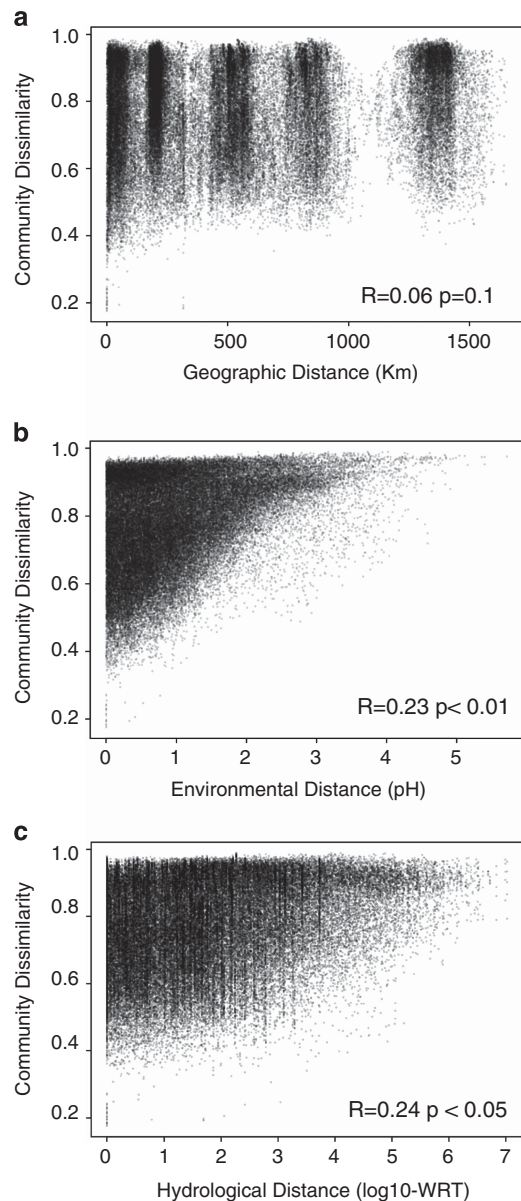 a
Community Dissimilarity
1.0
0.8
0.6
0.4
0.2
R=0.06 p=0.1
0 500 1000 1500
Geographic Distance (Km)
b
Community Dissimilarity
1.0
0.8
0.6
0.4
0.2
R=0.23 p< 0.01
0 1 2 3 4 5
Environmental Distance (pH)
c
Community Dissimilarity
1.0
0.8
0.6
0.4
0.2
R=0.24 p < 0.05
0 1 2 3 4 5 6 7
Hydrological Distance (log10-WRT)